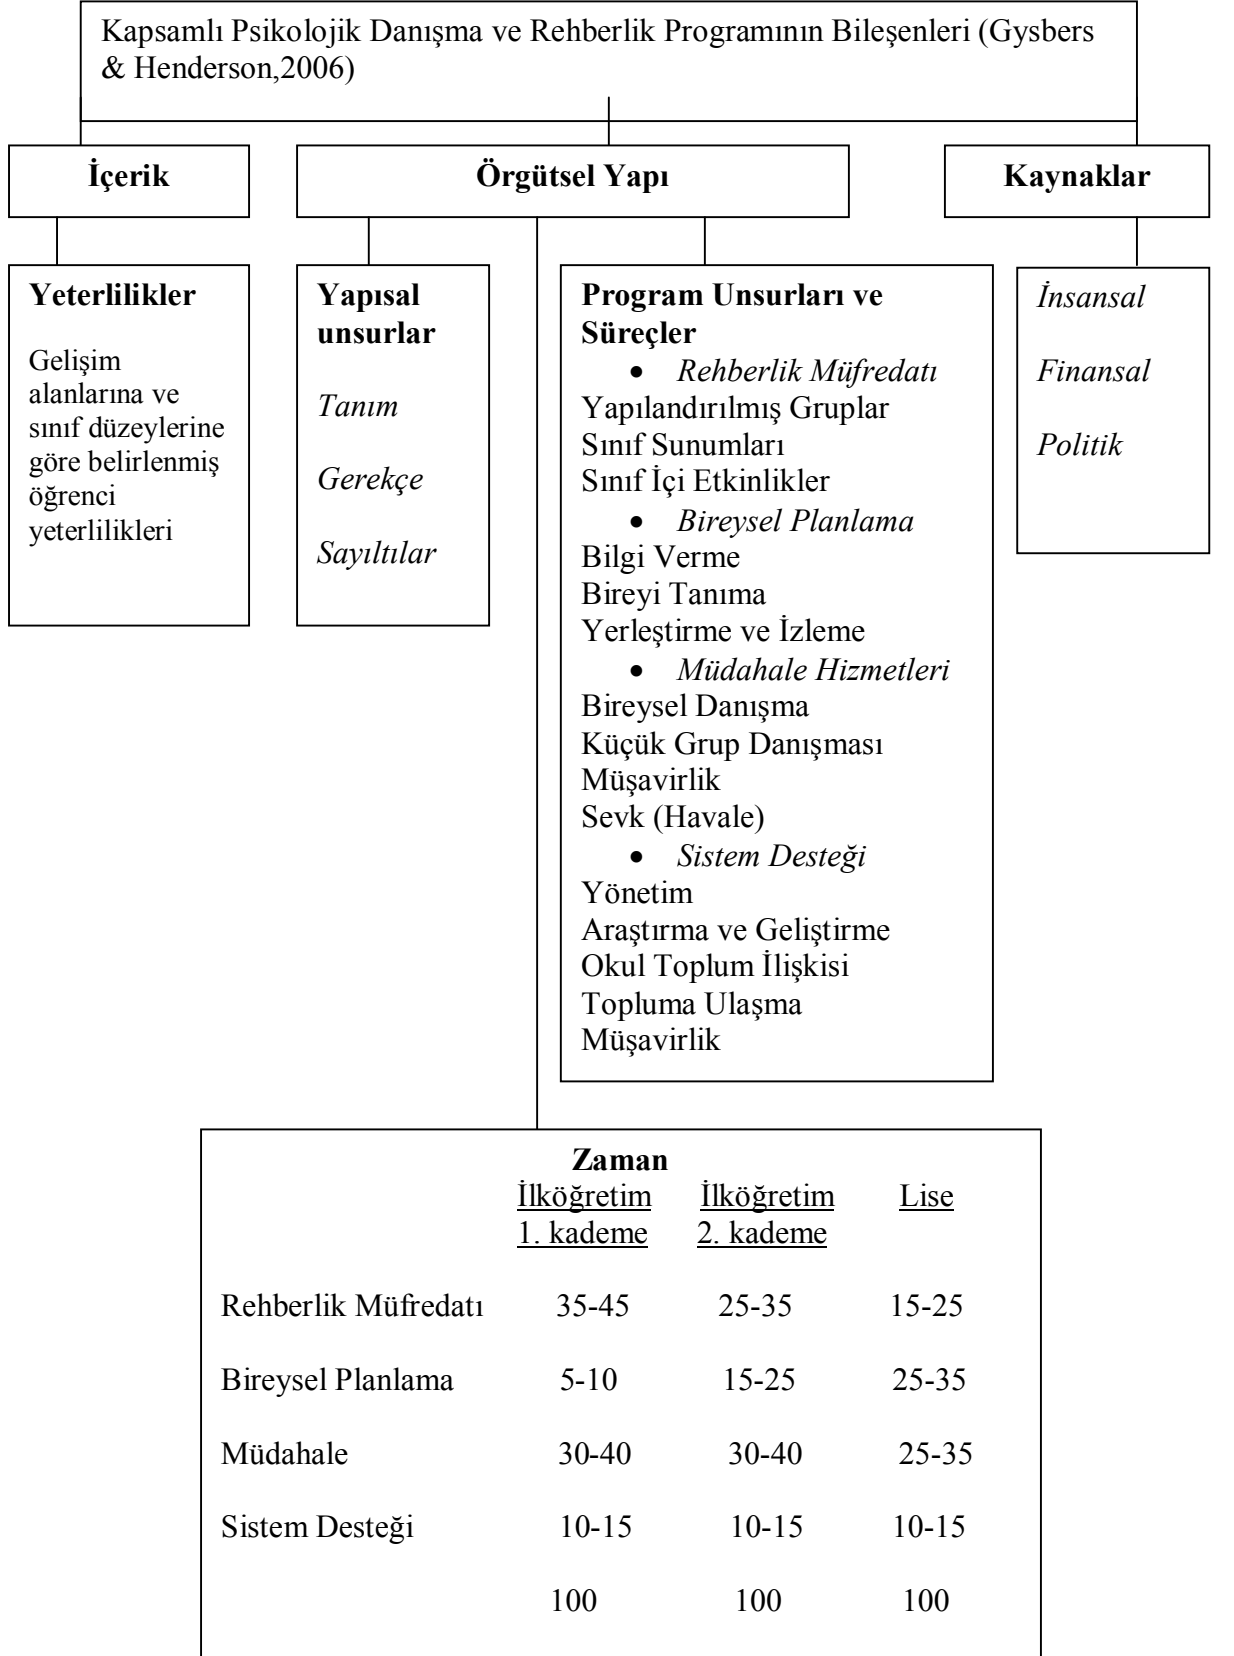 Kapsamlı Psikolojik Danışma ve Rehberlik Programının Bileşenleri (Gysbers
& Henderson,2006)
İçerik
Örgütsel Yapı
Kaynaklar
Yeterlilikler
Gelişim
alanlarına ve
sınıf düzeylerine
göre belirlenmiş
öğrenci
yeterlilikleri
Yapısal
unsurlar
Tanım
Gerekçe
Sayıltılar
Program Unsurları ve
Süreçler
• Rehberlik Müfredatı
Yapılandırılmış Gruplar
Sınıf Sunumları
Sınıf İçi Etkinlikler
• Bireysel Planlama
Bilgi Verme
Bireyi Tanıma
Yerleştirme ve İzleme
• Müdahale Hizmetleri
Bireysel Danışma
Küçük Grup Danışması
Müşavirlik
Sevk (Havale)
• Sistem Desteği
Yönetim
Araştırma ve Geliştirme
Okul Toplum İlişkisi
Topluma Ulaşma
Müşavirlik
İnsansal
Finansal
Politik
Zaman
İlköğretim İlköğretim Lise
1. kademe 2. kademe
Rehberlik Müfredatı 35-45 25-35 15-25
Bireysel Planlama 5-10 15-25 25-35
Müdahale 30-40 30-40 25-35
Sistem Desteği 10-15 10-15 10-15
100 100 100